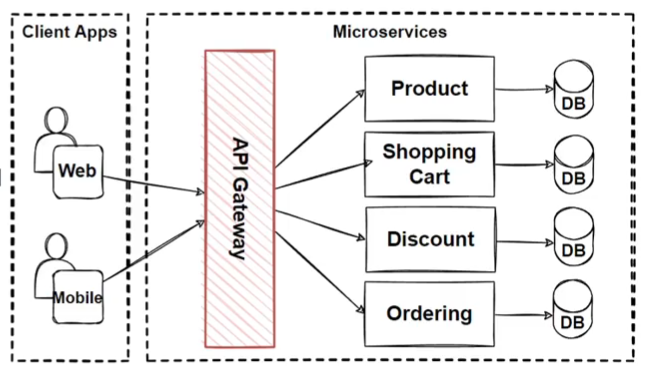 Client Apps
Microservices
Web
Mobile
API Gateway
Product
DB
Shopping
Cart
DB
Discount
DB
Ordering
DB